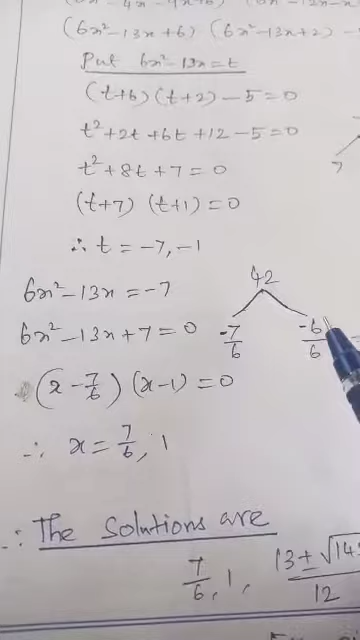 (6x²-13x+6) (6x²-13x+2) -
Put 6x²-13x=t
(t+6) (t+2) -5=0
t²+2t+6t+12-5=0
t²+8t+7=0
(t+7) (t+1)=0
∴ t = -7, -1
6x²-13x=-7
42
6x²-13x+7=0
-7/6
-6/6
(x-7/6) (x-1)=0
∴ x=7/6, 1
∴ The Solutions are
7/6, 1, 13±√145/12